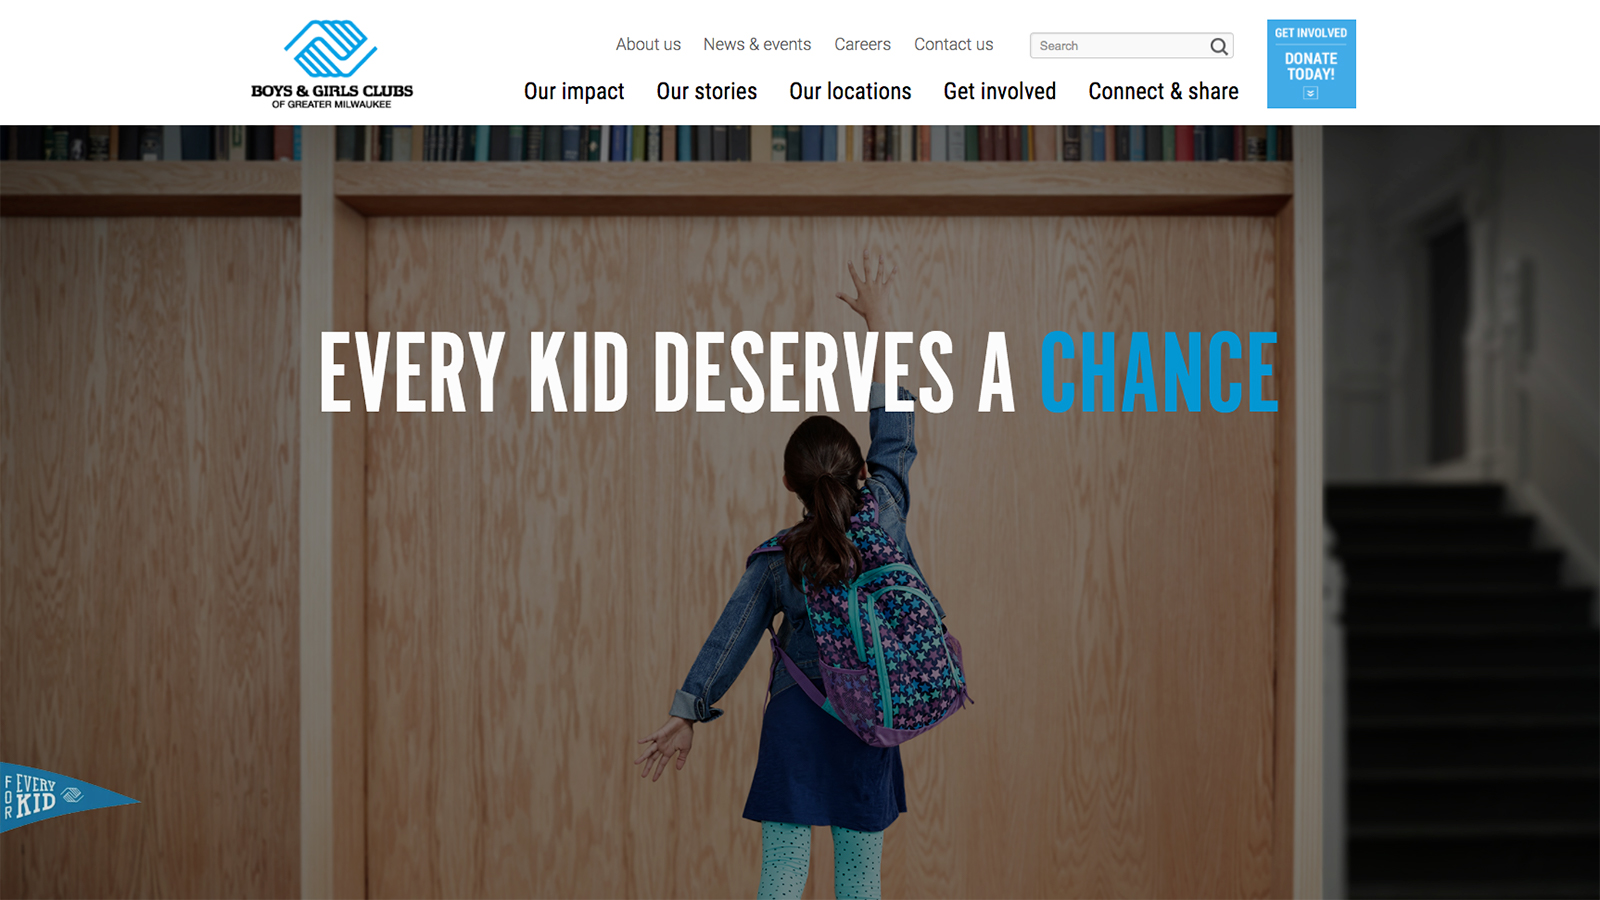 BOYS & GIRLS CLUBS
OF GREATER MILWAUKEE
About us News & events Careers Contact us
Search
Our impact Our stories Our locations Get involved Connect & share
GET INVOLVED
DONATE
TODAY!
EVERY KID DESERVES A CHANCE
FOR
EVERY
KID